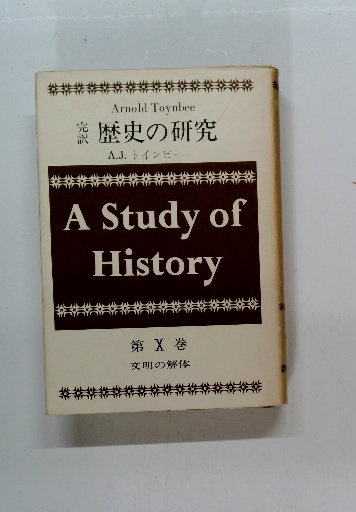 Arnold Toynbee
完訳 歴史の研究
A.J.トインビー
A Study of
History
第 X 巻
文明の解体